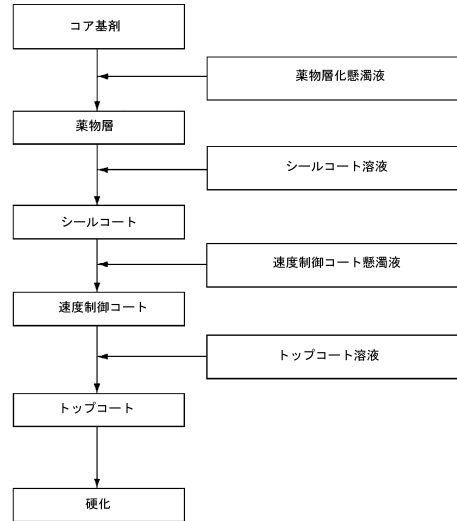 コア基剤
薬物層化懸濁液
薬物層
シールコート溶液
シールコート
速度制御コート懸濁液
速度制御コート
トップコート溶液
トップコート
硬化